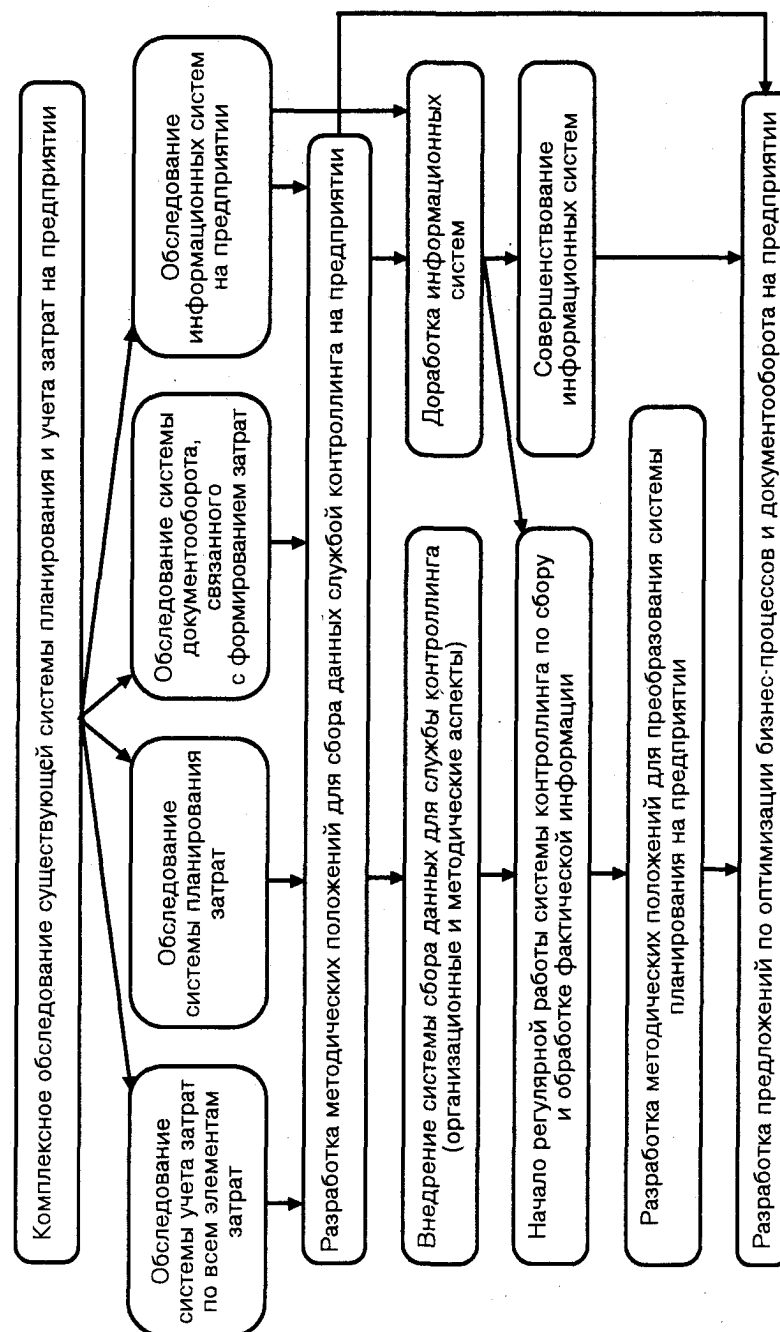 Комплексное обследование существующей системы планирования и учета затрат на предприятии
Обследование
системы учета затрат
по всем элементам
затрат
Обследование
системы планирования
затрат
Обследование системы
документооборота,
связанного
с формированием затрат
Обследование
информационных систем
на предприятии
Разработка методических положений для сбора данных службой контроллинга на предприятии
Внедрение системы сбора данных для службы контроллинга
(организационные и методические аспекты)
Доработка информационных
систем
Начало регулярной работы системы контроллинга по сбору
и обработке фактической информации
Совершенствование
информационных систем
Разработка методических положений для преобразования системы
планирования на предприятии
Разработка предложений по оптимизации бизнес-процессов и документооборота на предприятии